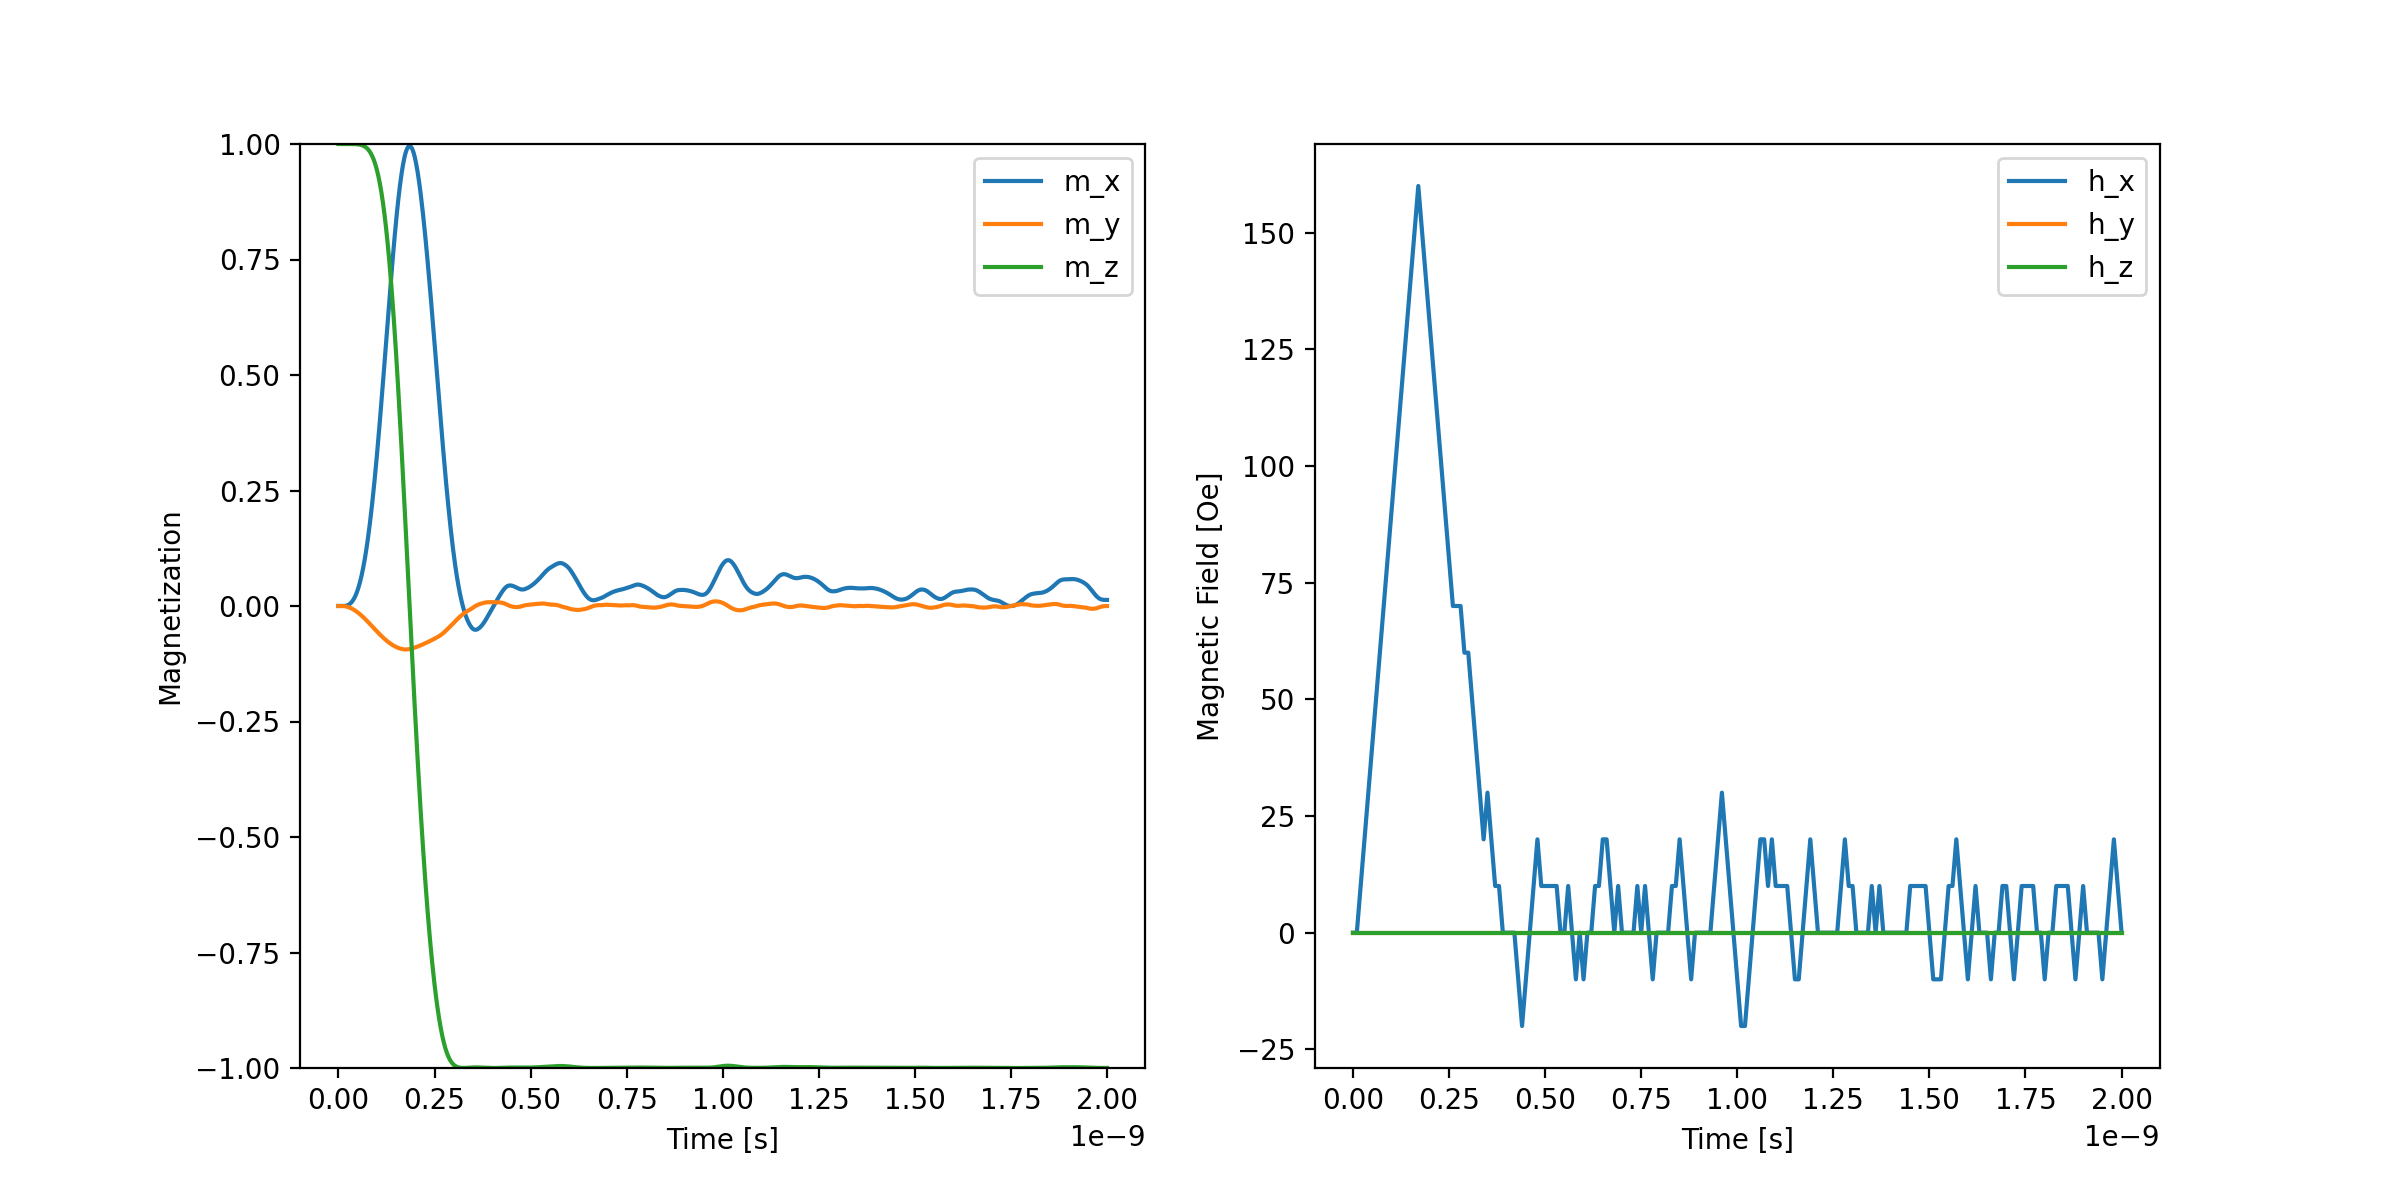 1.00
0.75
0.50
0.25
0.00
−0.25
−0.50
−0.75
−1.00
Magnetization
m_x
m_y
m_z
0.00 0.25 0.50 0.75 1.00 1.25 1.50 1.75 2.00
1e−9
Time [s]
150
125
100
75
50
25
0
−25
Magnetic Field [Oe]
h_x
h_y
h_z
0.00 0.25 0.50 0.75 1.00 1.25 1.50 1.75 2.00
1e−9
Time [s]